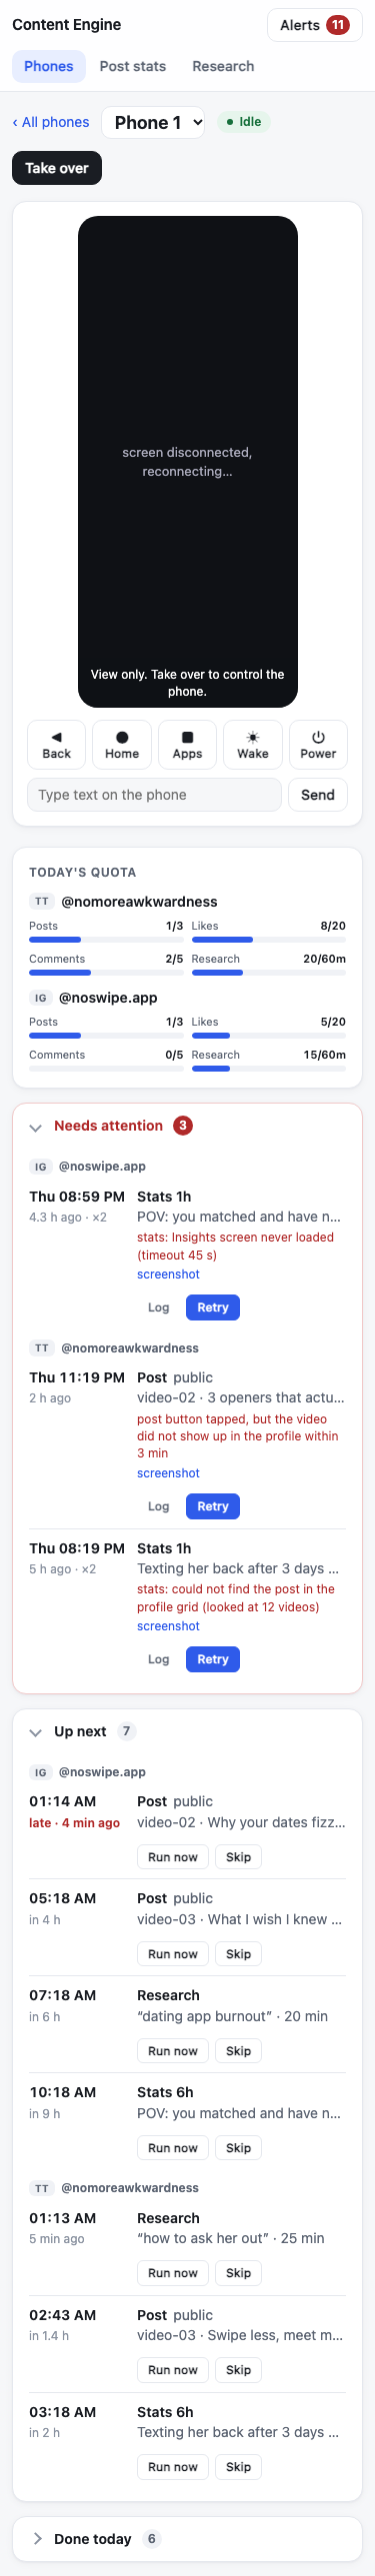 Content Engine
Alerts 11
Phones Post stats Research
‹ All phones Phone 1 Idle
Take over
screen disconnected,
reconnecting...
View only. Take over to control the
phone.
Back Home Apps Wake Power
Type text on the phone Send
TODAY'S QUOTA
TT @nomoreawkwardness
Posts 1/3 Likes 8/20
Comments 2/5 Research 20/60m
IG @noswipe.app
Posts 1/3 Likes 5/20
Comments 0/5 Research 15/60m
Needs attention 3
IG @noswipe.app
Thu 08:59 PM Stats 1h
4.3 h ago · ×2 POV: you matched and have n...
stats: Insights screen never loaded
(timeout 45 s)
screenshot
Log Retry
TT @nomoreawkwardness
Thu 11:19 PM Post public
2 h ago video-02 · 3 openers that actu...
post button tapped, but the video
did not show up in the profile within
3 min
screenshot
Log Retry
Thu 08:19 PM Stats 1h
5 h ago · ×2 Texting her back after 3 days ...
stats: could not find the post in the
profile grid (looked at 12 videos)
screenshot
Log Retry
Up next 7
IG @noswipe.app
01:14 AM Post public
late · 4 min ago video-02 · Why your dates fizz...
Run now Skip
05:18 AM Post public
in 4 h video-03 · What I wish I knew ...
Run now Skip
07:18 AM Research
in 6 h “dating app burnout” · 20 min
Run now Skip
10:18 AM Stats 6h
in 9 h POV: you matched and have n...
Run now Skip
TT @nomoreawkwardness
01:13 AM Research
5 min ago “how to ask her out” · 25 min
Run now Skip
02:43 AM Post public
in 1.4 h video-03 · Swipe less, meet m...
Run now Skip
03:18 AM Stats 6h
in 2 h Texting her back after 3 days ...
Run now Skip
Done today 6